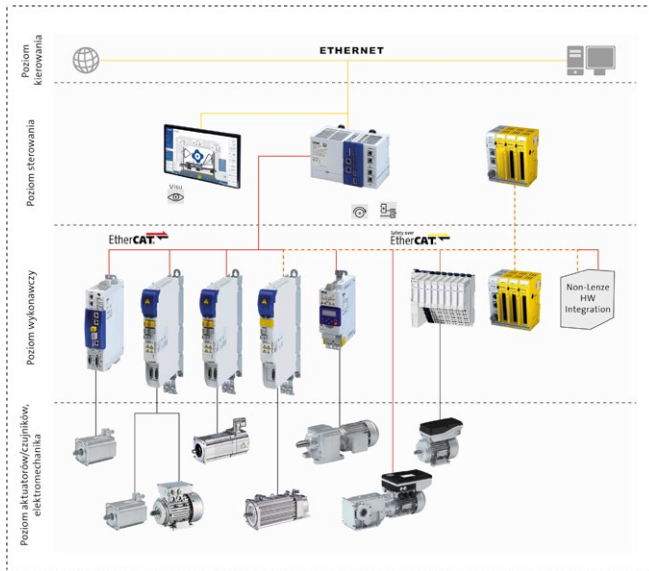 Poziom
kierowania
ETHERNET
Poziom sterowania
Visu
EtherCAT
Safety over
EtherCAT
Poziom wykonawczy
Non-Lenze
HW
Integration
Poziom aktuatorów/czujników,
elektromechanika